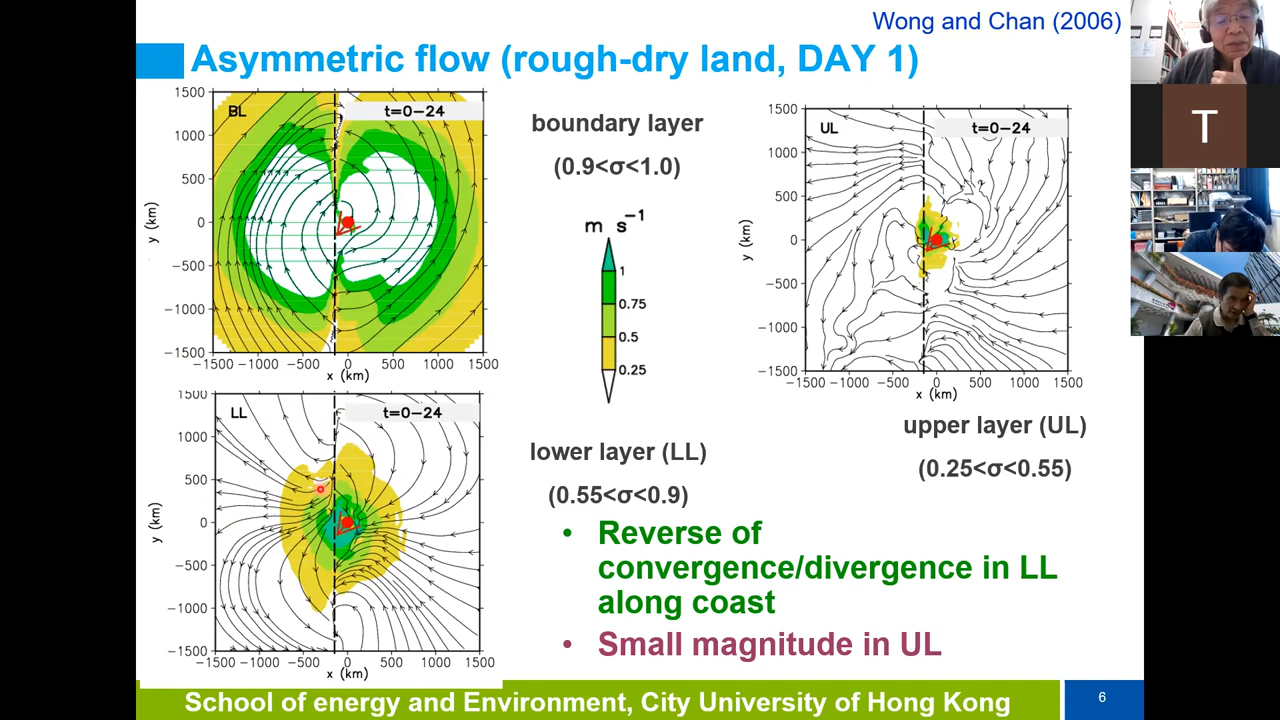 Wong and Chan (2006)
Asymmetric flow (rough-dry land, DAY 1)
BL
t=0−24
1500
1000
500
0
−500
−1000
−1500
y (km)
−1500 −1000 −500 0 500 1000 1500
x (km)
boundary layer
(0.9<σ<1.0)
m s⁻¹
1
0.75
0.5
0.25
UL
t=0−24
1500
1000
500
0
−500
−1000
−1500
y (km)
−1500 −1000 −500 0 500 1000 1500
x (km)
upper layer (UL)
(0.25<σ<0.55)
LL
t=0−24
1500
1000
500
0
−500
−1000
−1500
y (km)
−1500 −1000 −500 0 500 1000 1500
x (km)
lower layer (LL)
(0.55<σ<0.9)
• Reverse of
convergence/divergence in LL
along coast
• Small magnitude in UL
School of energy and Environment, City University of Hong Kong
6
T